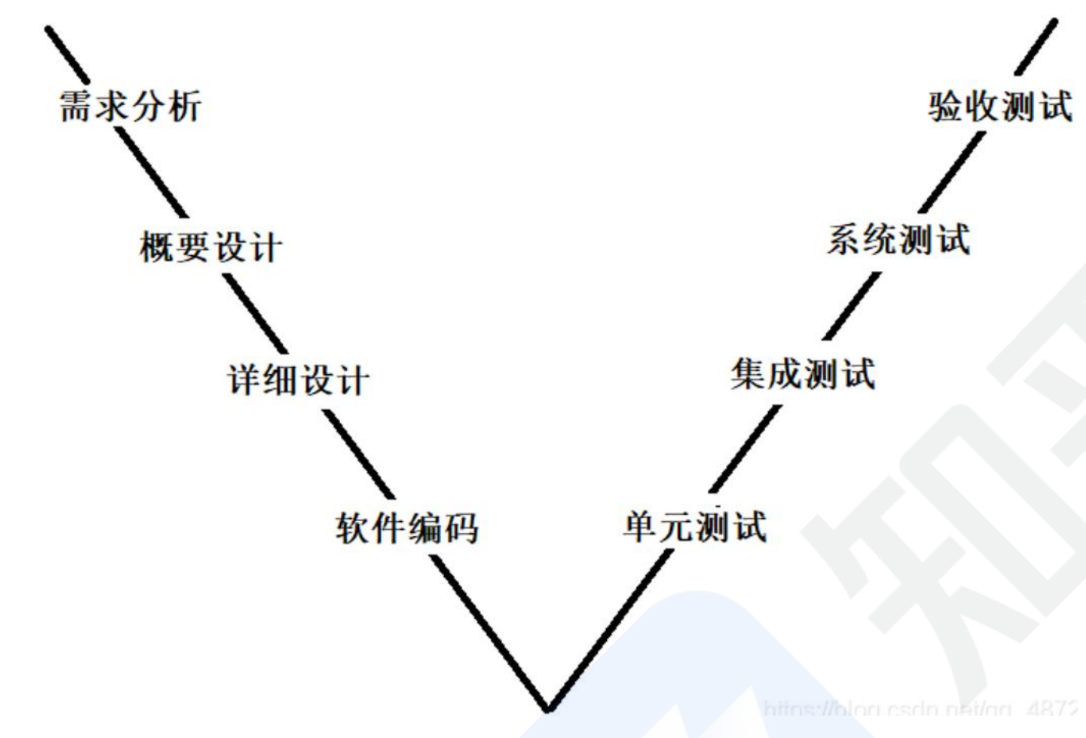 需求分析
验收测试
概要设计
系统测试
详细设计
集成测试
软件编码
单元测试
https://blog.csdn.net/qq_4872